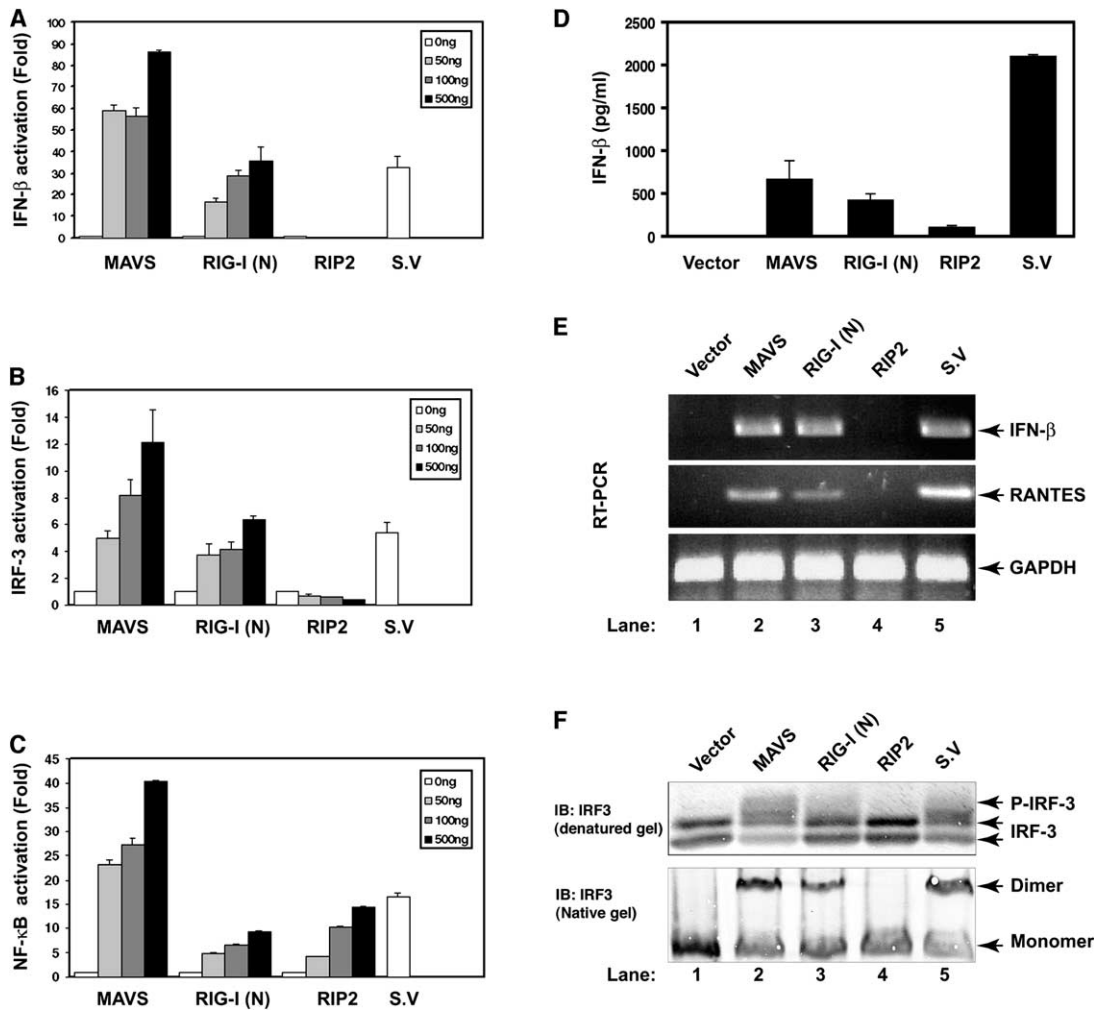 A
IFN-β activation (Fold)
100
90
80
70
60
50
40
30
20
10
0
0ng
50ng
100ng
500ng
MAVS RIG-I (N) RIP2 S.V
B
IRF-3 activation (Fold)
16
14
12
10
8
6
4
2
0
0ng
50ng
100ng
500ng
MAVS RIG-I (N) RIP2 S.V
C
NF-κB activation (Fold)
45
40
35
30
25
20
15
10
5
0
0ng
50ng
100ng
500ng
MAVS RIG-I (N) RIP2 S.V
D
IFN-β (pg/ml)
2500
2000
1500
1000
500
0
Vector MAVS RIG-I (N) RIP2 S.V
E
Vector MAVS RIG-I (N) RIP2 S.V
RT-PCR
IFN-β
RANTES
GAPDH
Lane: 1 2 3 4 5
F
Vector MAVS RIG-I (N) RIP2 S.V
IB: IRF3
(denatured gel)
P-IRF-3
IRF-3
IB: IRF3
(Native gel)
Dimer
Monomer
Lane: 1 2 3 4 5